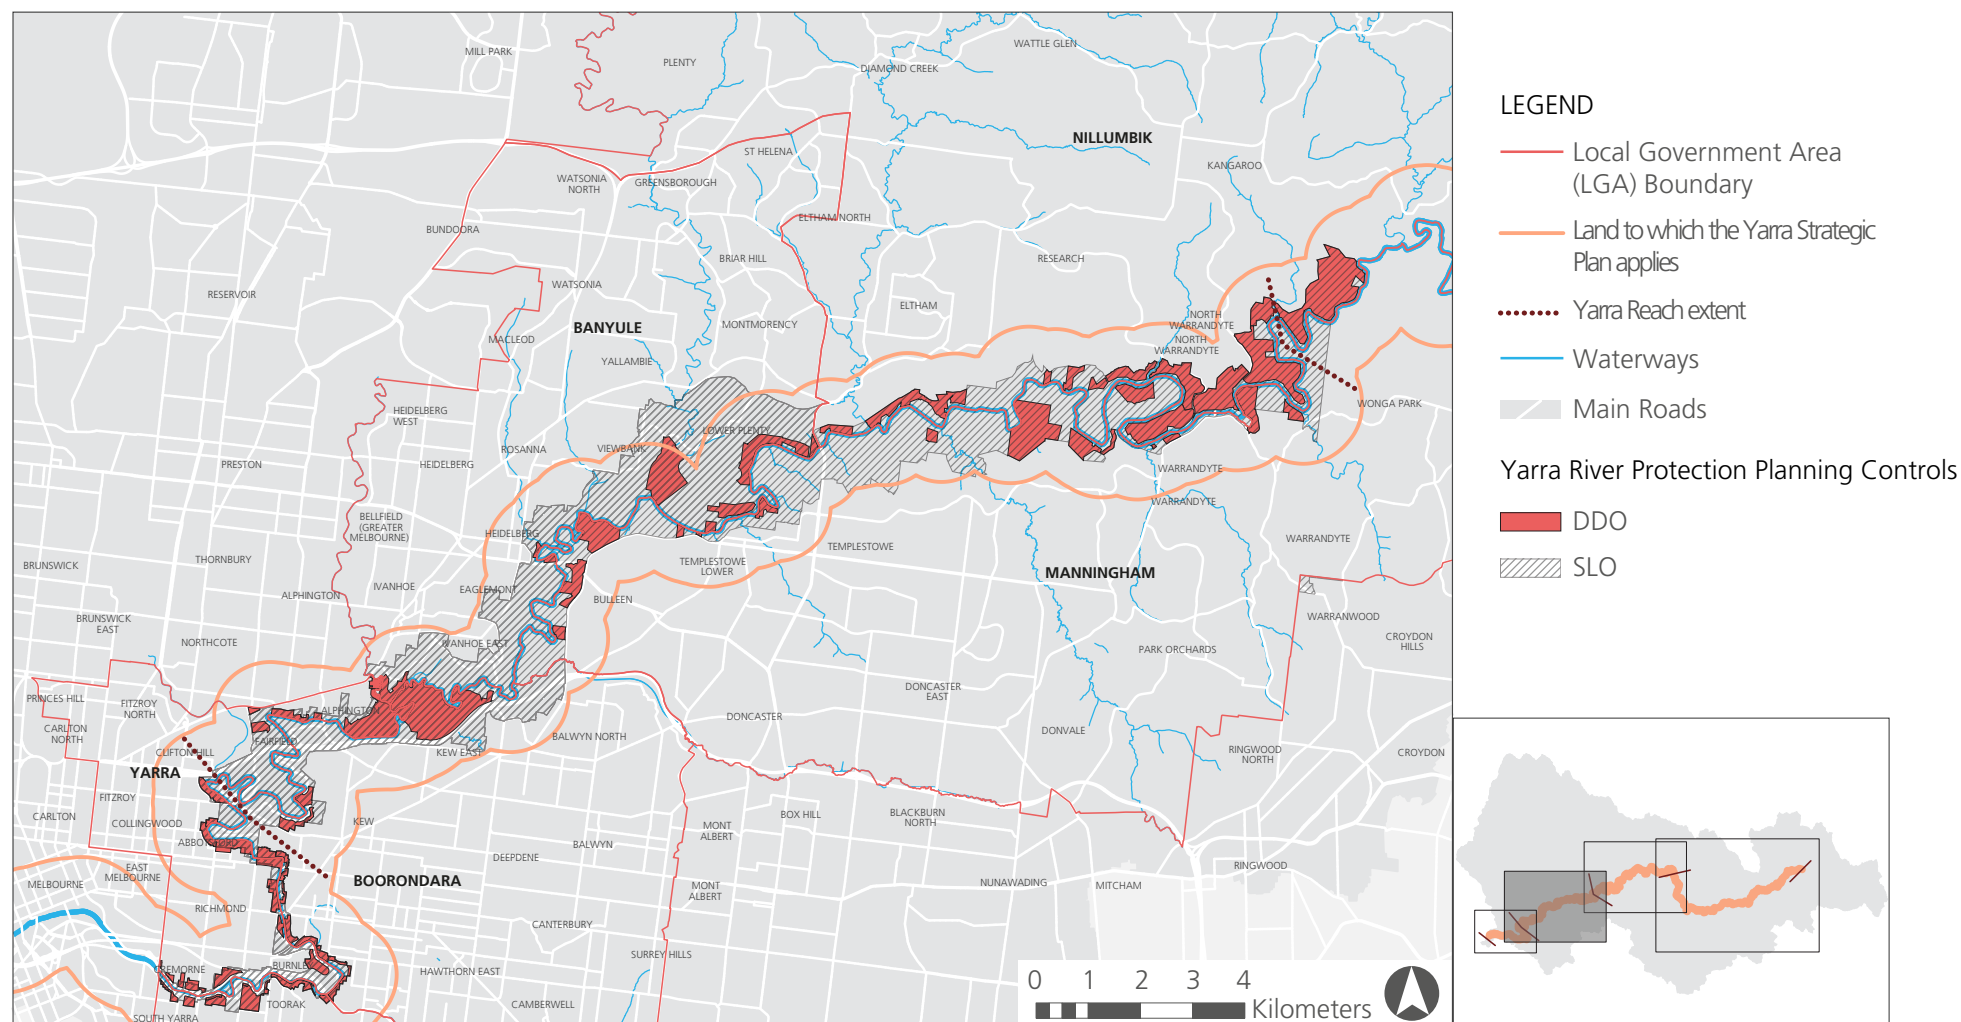 MILL PARK
PLENTY
WATTLE GLEN
DIAMOND CREEK
NILLUMBIK
ST HELENA
KANGAROO
WATSONIA
NORTH
GREENSBOROUGH
ELTHAM NORTH
BUNDOORA
BRIAR HILL
RESEARCH
WATSONIA
RESERVOIR
ELTHAM
NORTH
WARRANDYTE
BANYULE
MONTMORENCY
MACLEOD
NORTH
WARRANDYTE
YALLAMBIE
WONGA PARK
HEIDELBERG
WEST
LOWER PLENTY
ROSANNA
VIEWBANK
PRESTON
HEIDELBERG
WARRANDYTE
WARRANDYTE
BELLFIELD
(GREATER
MELBOURNE)
HEIDELBERG
WARRANDYTE
TEMPLESTOWE
THORNBURY
TEMPLESTOWE
LOWER
BRUNSWICK
MANNINGHAM
IVANHOE
EAGLEMONT
ALPHINGTON
BULLEEN
BRUNSWICK
EAST
WARRANWOOD
NORTHCOTE
IVANHOE EAST
CROYDON
HILLS
PARK ORCHARDS
DONCASTER
EAST
PRINCES HILL
FITZROY
NORTH
ALPHINGTON
DONCASTER
CARLTON
NORTH
FAIRFIELD
DONVALE
BALWYN NORTH
CLIFTON HILL
KEW EAST
RINGWOOD
NORTH
CROYDON
YARRA
FITZROY
CARLTON
COLLINGWOOD
KEW
BOX HILL
BLACKBURN
NORTH
MONT
ALBERT
ABBOTSFORD
BALWYN
DEEPDENE
EAST
MELBOURNE
RINGWOOD
MELBOURNE
BOORONDARA
MONT
ALBERT
NUNAWADING
MITCHAM
RICHMOND
CANTERBURY
SURREY HILLS
CREMORNE
BURNLEY
HAWTHORN EAST
TOORAK
CAMBERWELL
SOUTH YARRA
0 1 2 3 4
Kilometers
LEGEND
Local Government Area
(LGA) Boundary
Land to which the Yarra Strategic
Plan applies
Yarra Reach extent
Waterways
Main Roads
Yarra River Protection Planning Controls
DDO
SLO